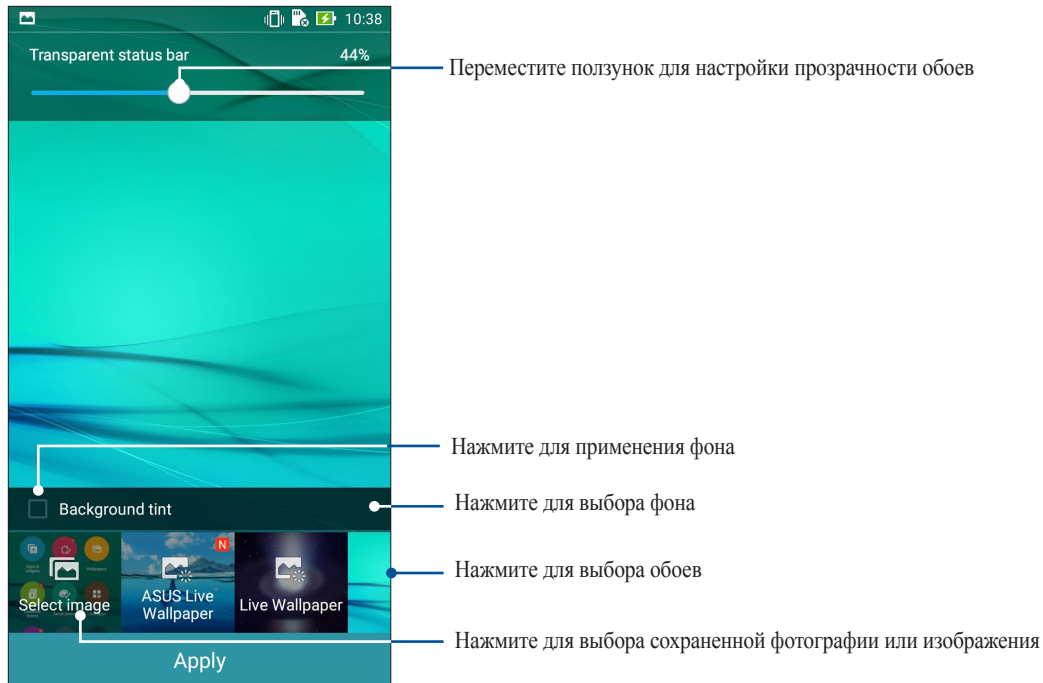 10:38
Transparent status bar 44%
Переместите ползунок для настройки прозрачности обоев
Нажмите для применения фона
Background tint
Нажмите для выбора фона
N
Нажмите для выбора обоев
Select image
ASUS Live
Wallpaper
Live Wallpaper
Нажмите для выбора сохраненной фотографии или изображения
Apply